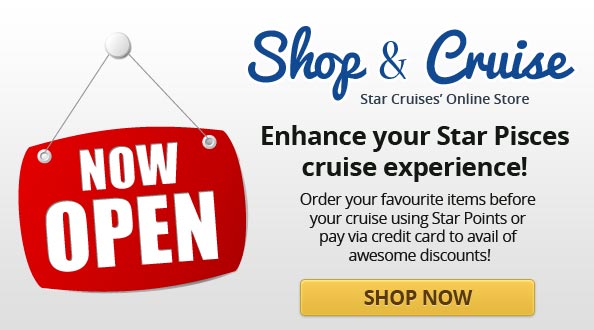 Shop & Cruise
Star Cruises' Online Store
NOW
OPEN
Enhance your Star Pisces
cruise experience!
Order your favourite items before
your cruise using Star Points or
pay via credit card to avail of
awesome discounts!
SHOP NOW